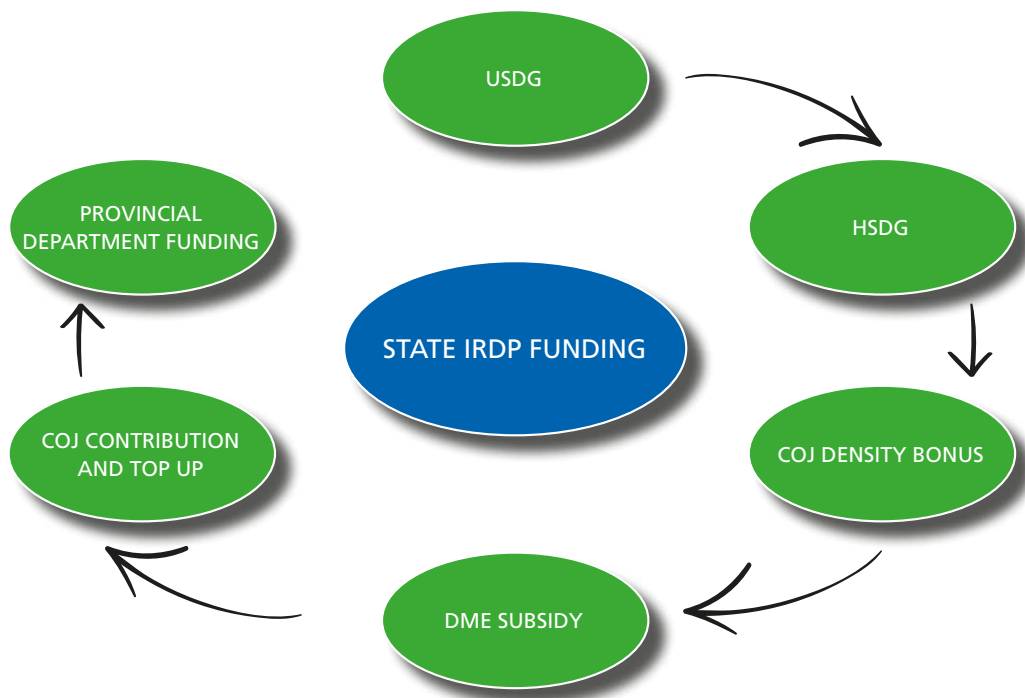 USDG
HSDG
COJ DENSITY BONUS
DME SUBSIDY
COJ CONTRIBUTION
AND TOP UP
PROVINCIAL
DEPARTMENT FUNDING
STATE IRDP FUNDING